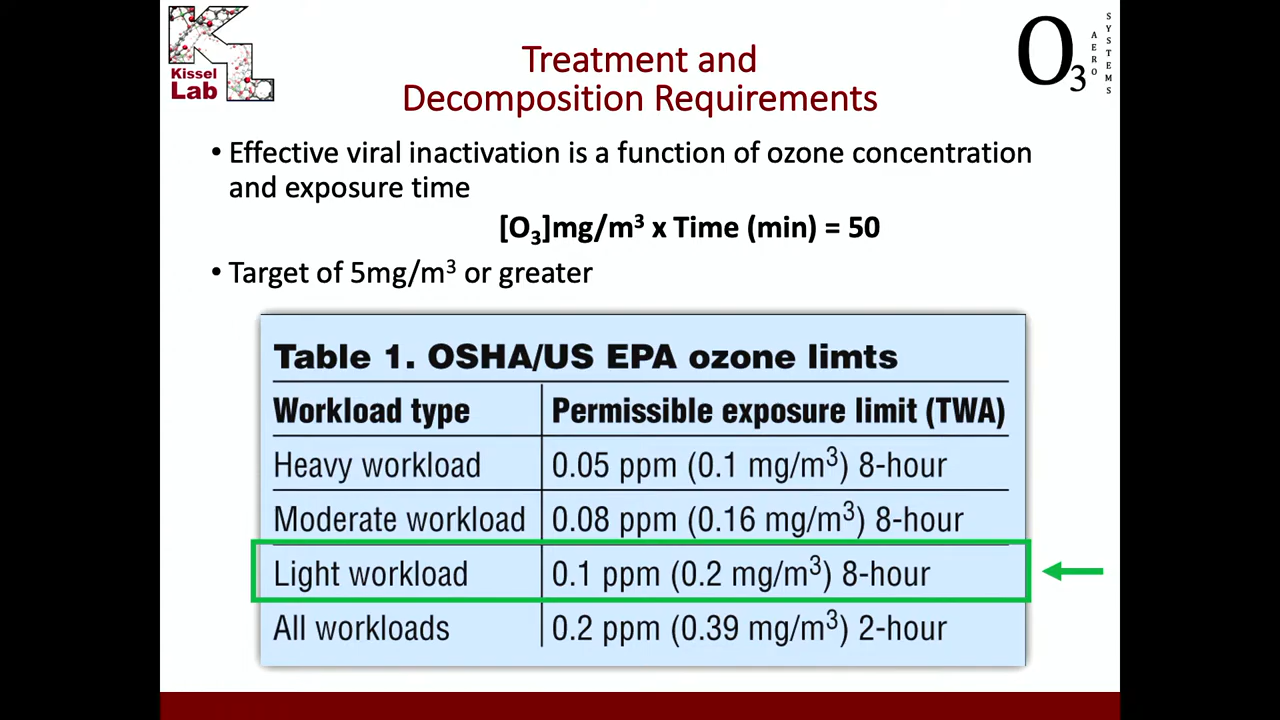 Kissel
Lab
Treatment and
Decomposition Requirements
O3
AERO
SYSTEMS
• Effective viral inactivation is a function of ozone concentration
and exposure time
[O₃]mg/m³ x Time (min) = 50
• Target of 5mg/m³ or greater
Table 1. OSHA/US EPA ozone limts
Workload type Permissible exposure limit (TWA)
Heavy workload 0.05 ppm (0.1 mg/m³) 8-hour
Moderate workload 0.08 ppm (0.16 mg/m³) 8-hour
Light workload 0.1 ppm (0.2 mg/m³) 8-hour
All workloads 0.2 ppm (0.39 mg/m³) 2-hour